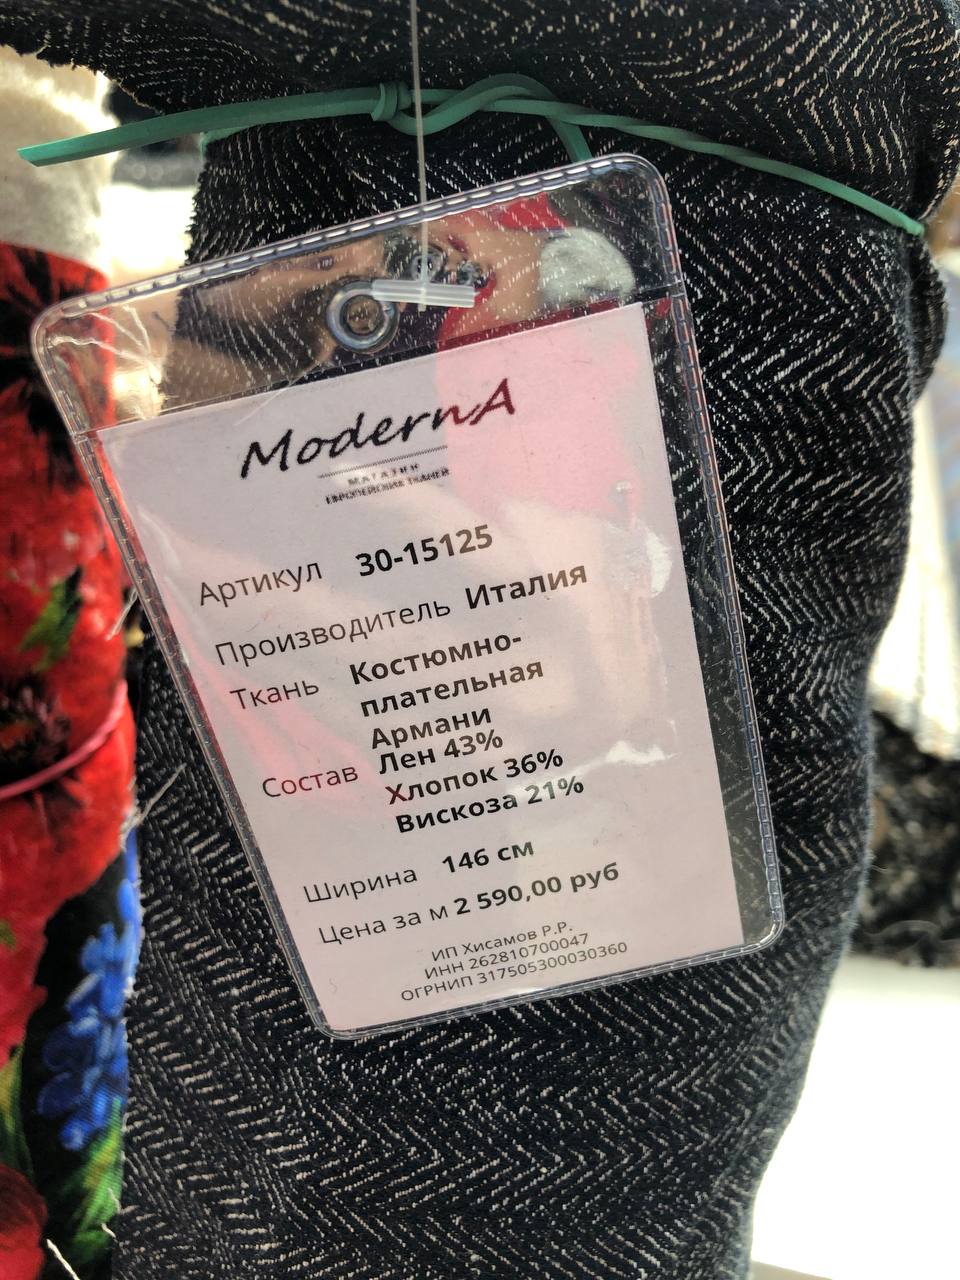 ModernA
МАГАЗИН
ЕВРОПЕЙСКИХ ТКАНЕЙ
Артикул 30-15125
Производитель Италия
Ткань Костюмно-
плательная
Армани
Состав Лен 43%
Хлопок 36%
Вискоза 21%
Ширина 146 см
Цена за м 2 590,00 руб
ИП Хисамов Р.Р.
ИНН 262810700047
ОГРНИП 317505300030360